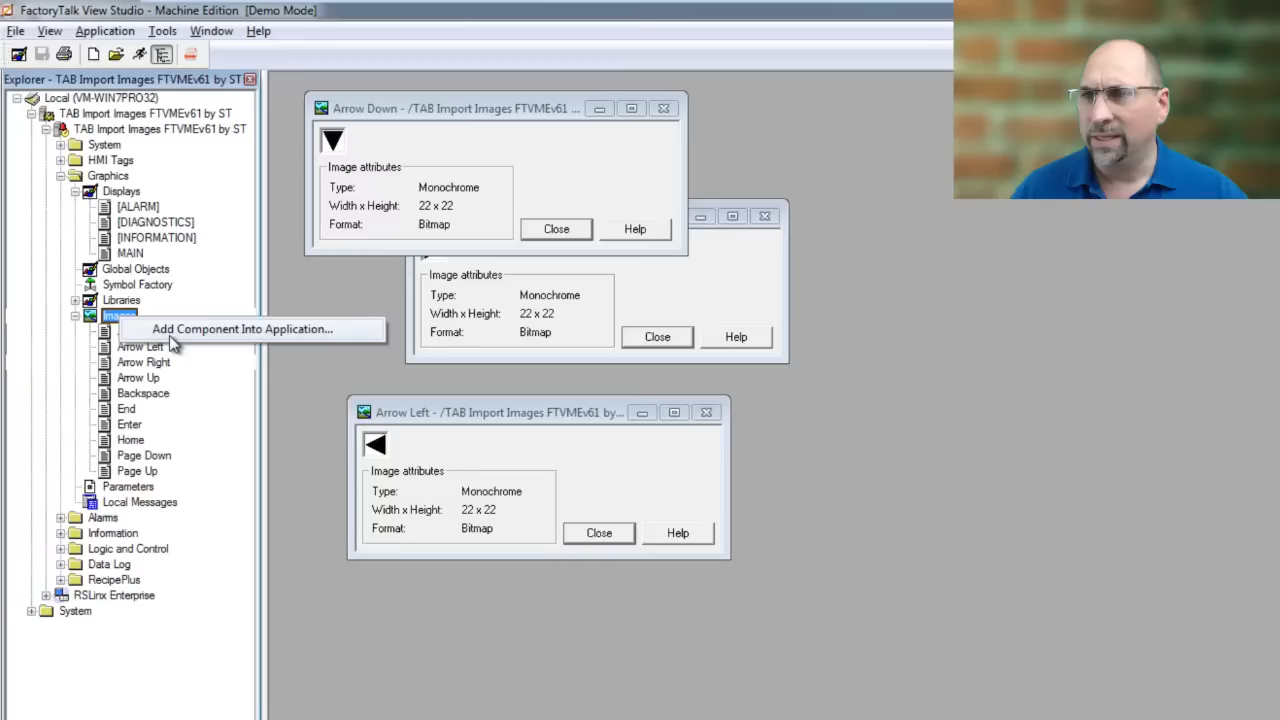 FactoryTalk View Studio - Machine Edition [Demo Mode]
File View Application Tools Window Help
Explorer - TAB Import Images FTVMEv61 by ST
Local (VM-WIN7PRO32)
TAB Import Images FTVMEv61 by ST
TAB Import Images FTVMEv61 by ST
System
HMI Tags
Graphics
Displays
[ALARM]
[DIAGNOSTICS]
[INFORMATION]
MAIN
Global Objects
Symbol Factory
Libraries
Images
Add Component Into Application...
Arrow Left
Arrow Right
Arrow Up
Backspace
End
Enter
Home
Page Down
Page Up
Parameters
Local Messages
Alarms
Information
Logic and Control
Data Log
RecipePlus
RSLinx Enterprise
System
Arrow Down - /TAB Import Images FTVMEv61 ...
Image attributes
Type: Monochrome
Width x Height: 22 x 22
Format: Bitmap
Close Help
Image attributes
Type: Monochrome
Width x Height: 22 x 22
Format: Bitmap
Close Help
Arrow Left - /TAB Import Images FTVMEv61 by...
Image attributes
Type: Monochrome
Width x Height: 22 x 22
Format: Bitmap
Close Help